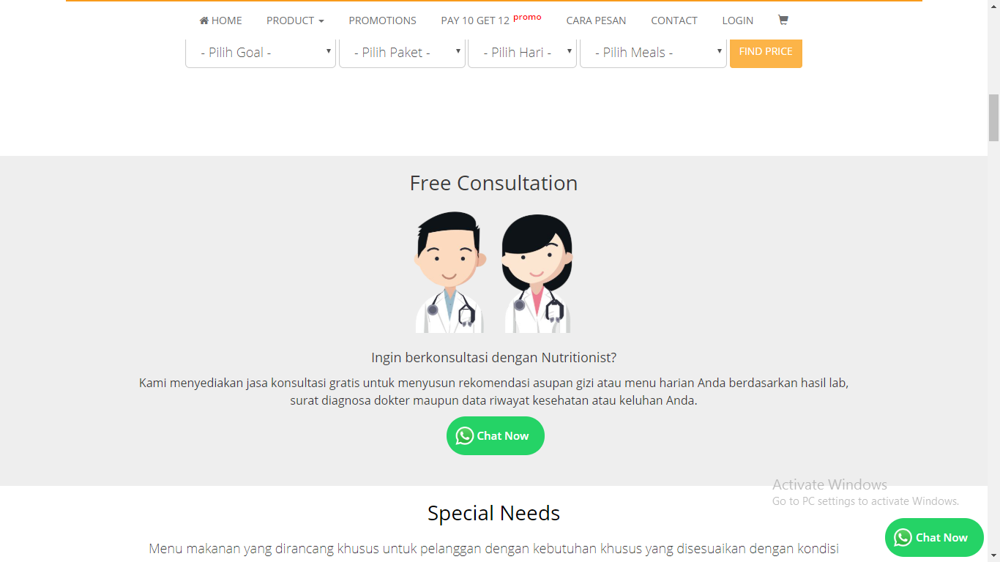 HOME PRODUCT PROMOTIONS PAY 10 GET 12 promo CARA PESAN CONTACT LOGIN
- Pilih Goal - - Pilih Paket - - Pilih Hari - - Pilih Meals - FIND PRICE
Free Consultation
Ingin berkonsultasi dengan Nutritionist?
Kami menyediakan jasa konsultasi gratis untuk menyusun rekomendasi asupan gizi atau menu harian Anda berdasarkan hasil lab,
surat diagnosa dokter maupun data riwayat kesehatan atau keluhan Anda.
Chat Now
Activate Windows
Go to PC settings to activate Windows.
Special Needs
Chat Now
Menu makanan yang dirancang khusus untuk pelanggan dengan kebutuhan khusus yang disesuaikan dengan kondisi